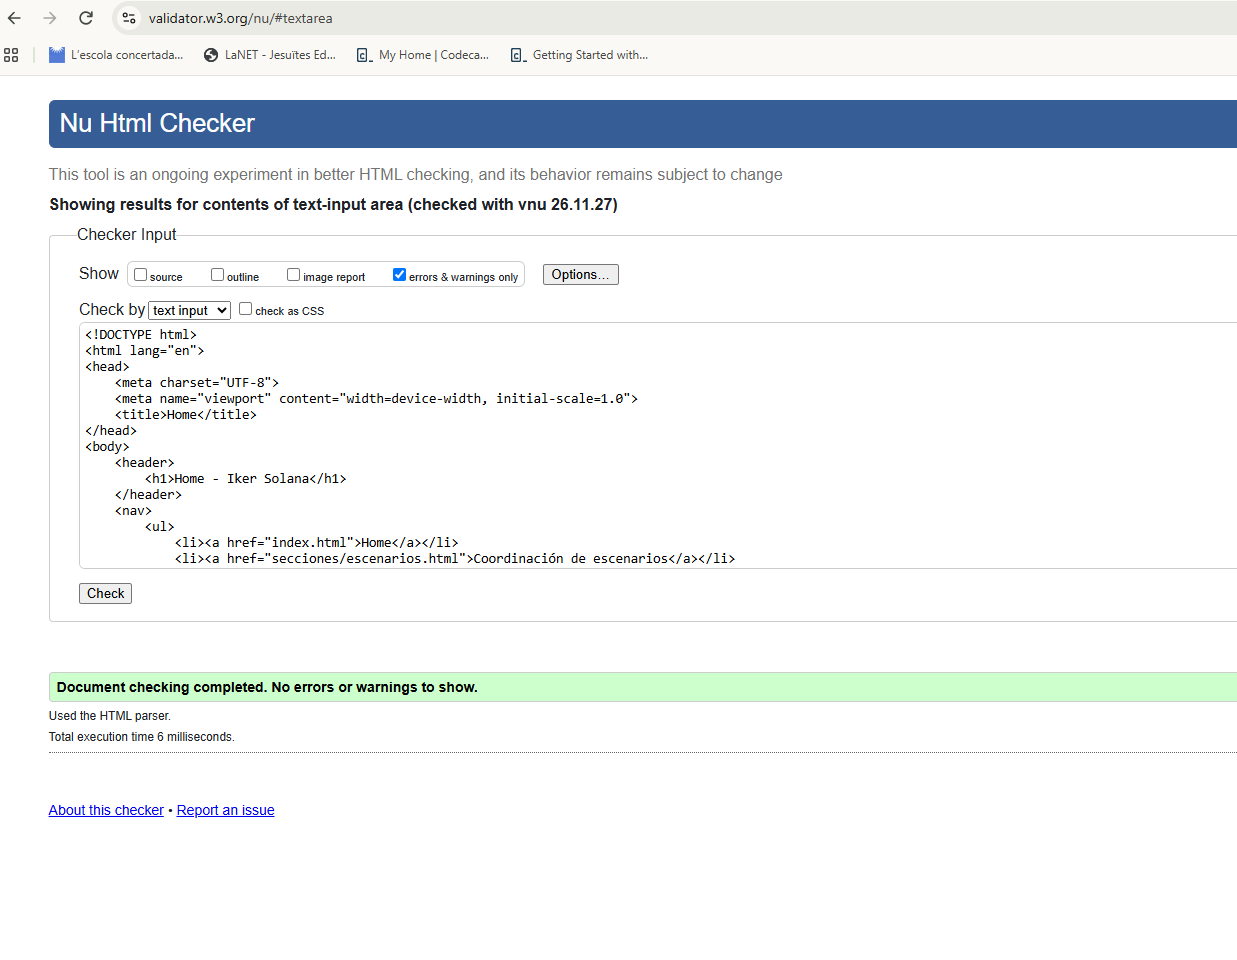 validator.w3.org/nu/#textarea
L'escola concertada... LaNET - Jesuïtes Ed... My Home | Codeca... Getting Started with...
Nu Html Checker
This tool is an ongoing experiment in better HTML checking, and its behavior remains subject to change
Showing results for contents of text-input area (checked with vnu 26.11.27)
Checker Input
Show source outline image report errors & warnings only Options...
Check by text input check as CSS
<!DOCTYPE html>
<html lang="en">
<head>
    <meta charset="UTF-8">
    <meta name="viewport" content="width=device-width, initial-scale=1.0">
    <title>Home</title>
</head>
<body>
    <header>
        <h1>Home - Iker Solana</h1>
    </header>
    <nav>
        <ul>
            <li><a href="index.html">Home</a></li>
            <li><a href="secciones/escenarios.html">Coordinación de escenarios</a></li>
Check
Document checking completed. No errors or warnings to show.
Used the HTML parser.
Total execution time 6 milliseconds.
About this checker • Report an issue